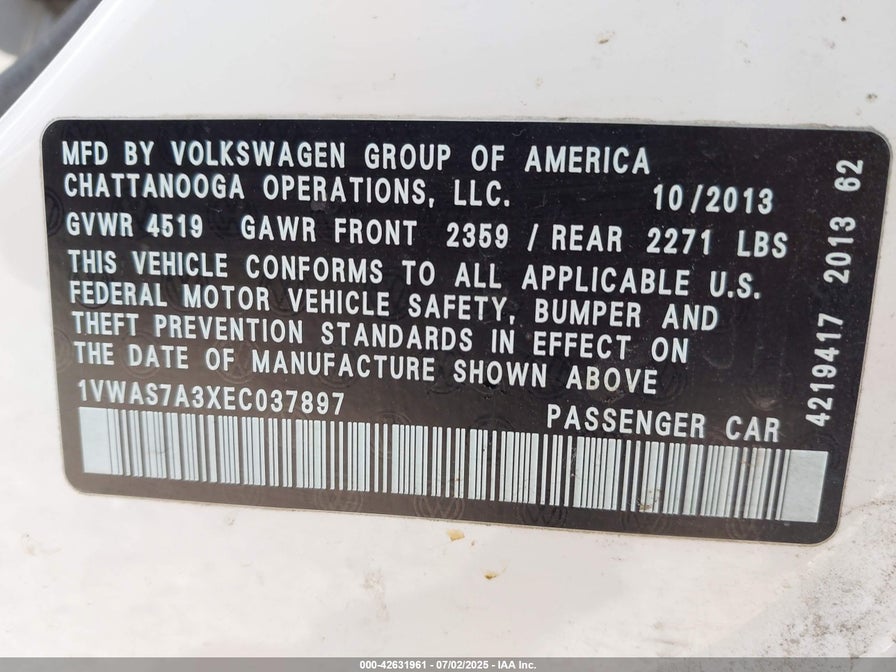 MFD BY VOLKSWAGEN GROUP OF AMERICA
CHATTANOOGA OPERATIONS, LLC. 10/2013
GVWR 4519 GAWR FRONT 2359 / REAR 2271 LBS
THIS VEHICLE CONFORMS TO ALL APPLICABLE U.S.
FEDERAL MOTOR VEHICLE SAFETY, BUMPER AND
THEFT PREVENTION STANDARDS IN EFFECT ON
THE DATE OF MANUFACTURE SHOWN ABOVE
1VWAS7A3XEC037897 PASSENGER CAR
4219417 2013 62
000-42631961 - 07/02/2025 - IAA Inc.